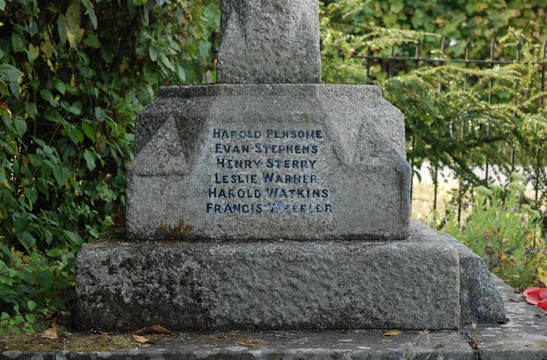 Harold Pensome
Evan Stephens
Henry Sterry
Leslie Warner
Harold Watkins
Francis Wheeler